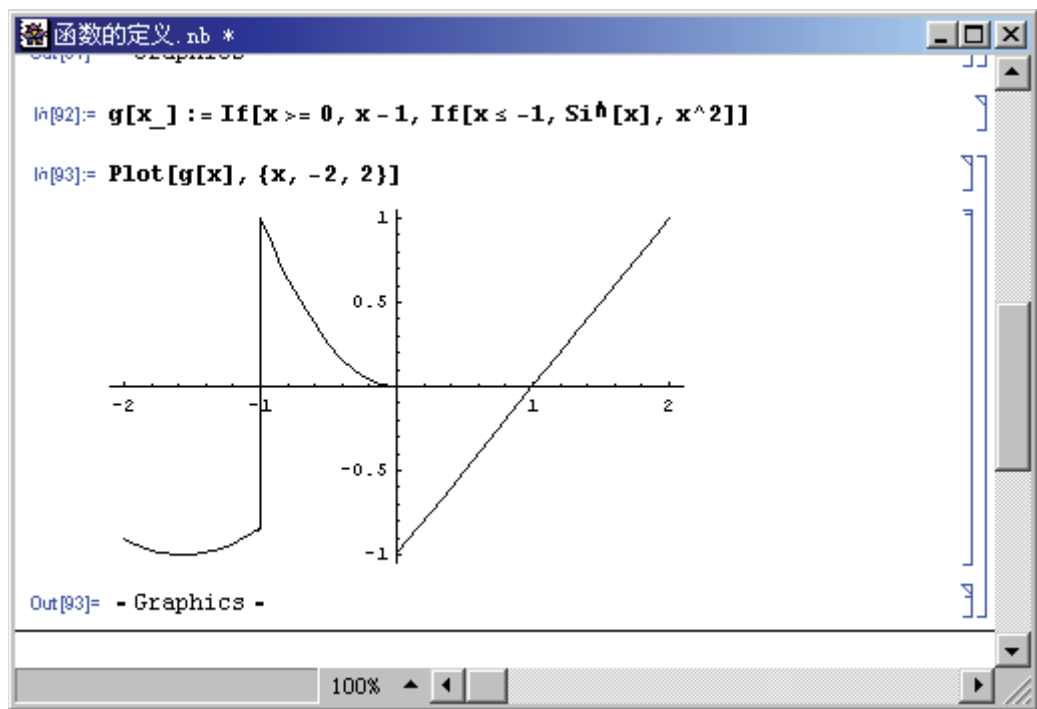 函数的定义.nb *
In[92]:= g[x_] := If[x >= 0, x - 1, If[x ≤ -1, Sin[x], x^2]]
In[93]:= Plot[g[x], {x, -2, 2}]
1
0.5
-2 -1 1 2
-0.5
-1
Out[93]= - Graphics -
100%